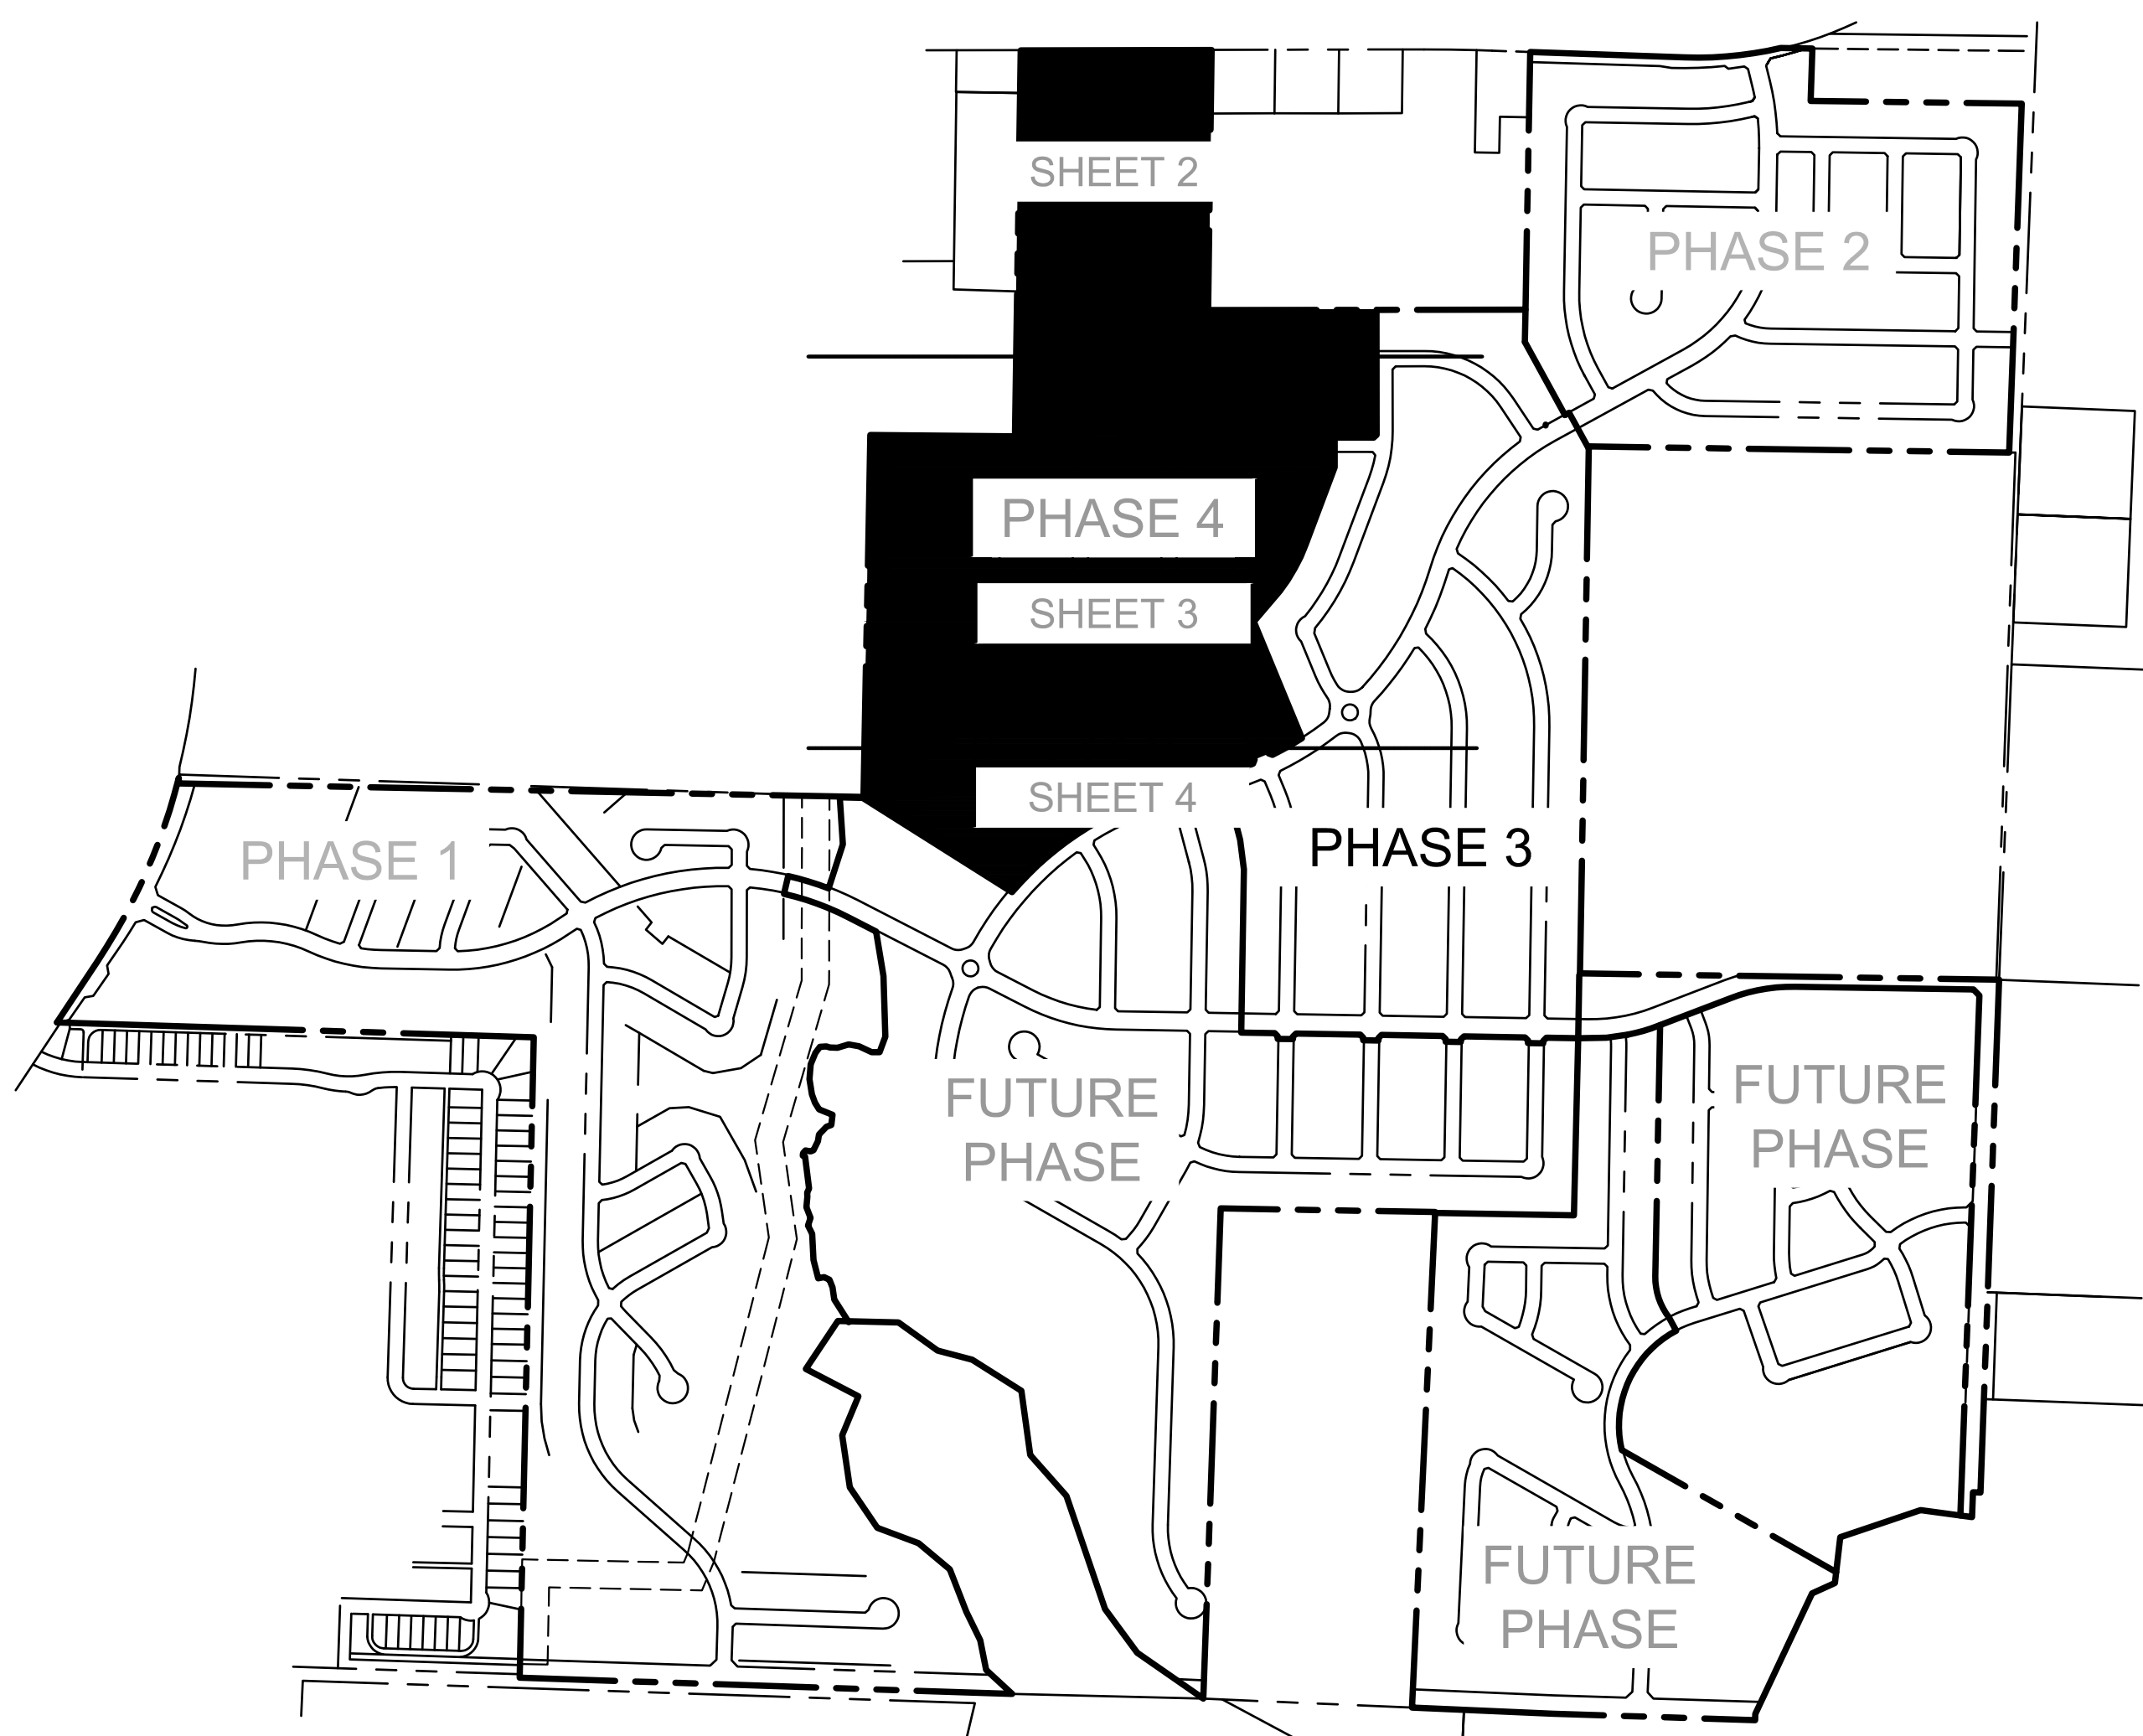 SHEET 2
PHASE 2
PHASE 4
SHEET 3
SHEET 4
PHASE 1
PHASE 3
FUTURE
PHASE
FUTURE
PHASE
FUTURE
PHASE